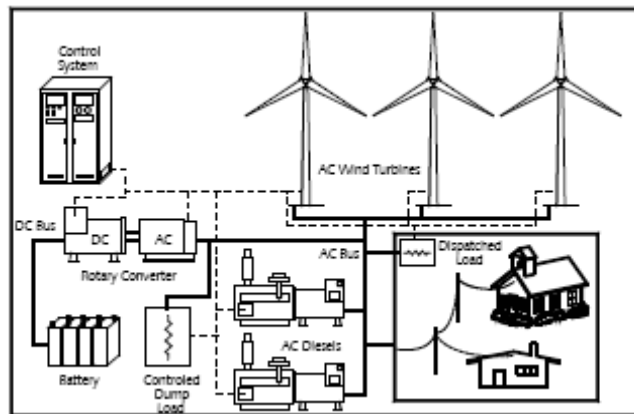 Control
System
AC Wind Turbines
DC Bus
DC
AC
Rotary Converter
AC Bus
Dispatched
Load
AC Diesels
Battery
Controled
Dump
Load